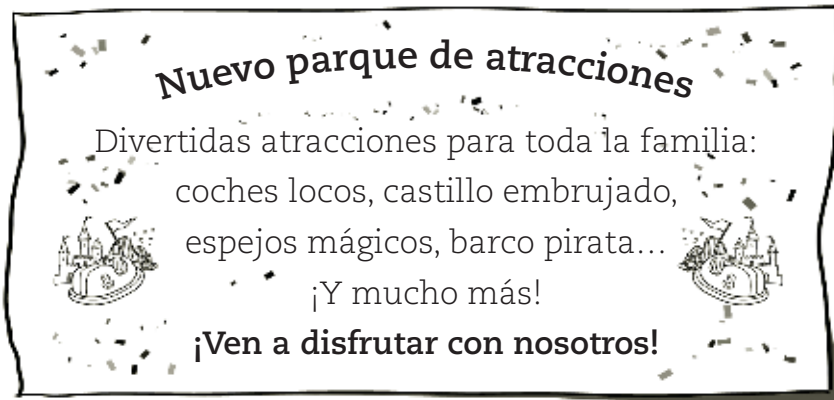 Nuevo parque de atracciones
Divertidas atracciones para toda la familia:
coches locos, castillo embrujado,
espejos mágicos, barco pirata...
¡Y mucho más!
¡Ven a disfrutar con nosotros!